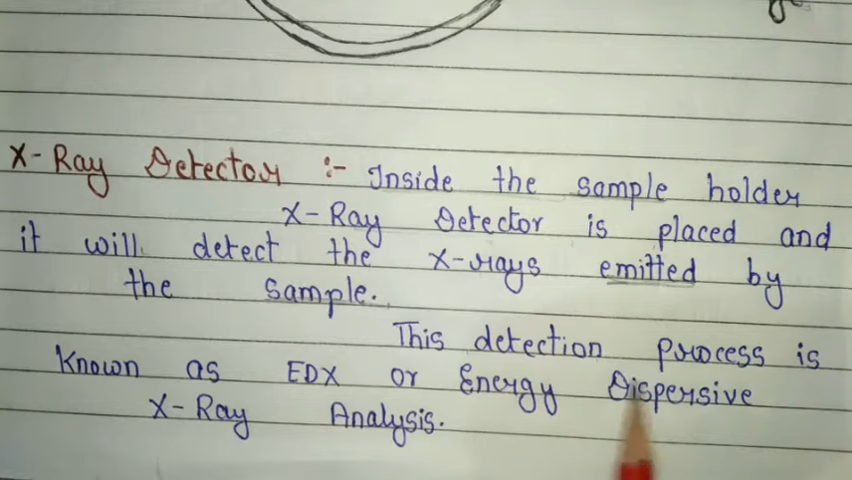 X-Ray Detector :- Inside the sample holder
X-Ray Detector is placed and
it will detect the X-rays emitted by
the sample.
This detection process is
Known as EDX or Energy Dispersive
X-Ray Analysis.